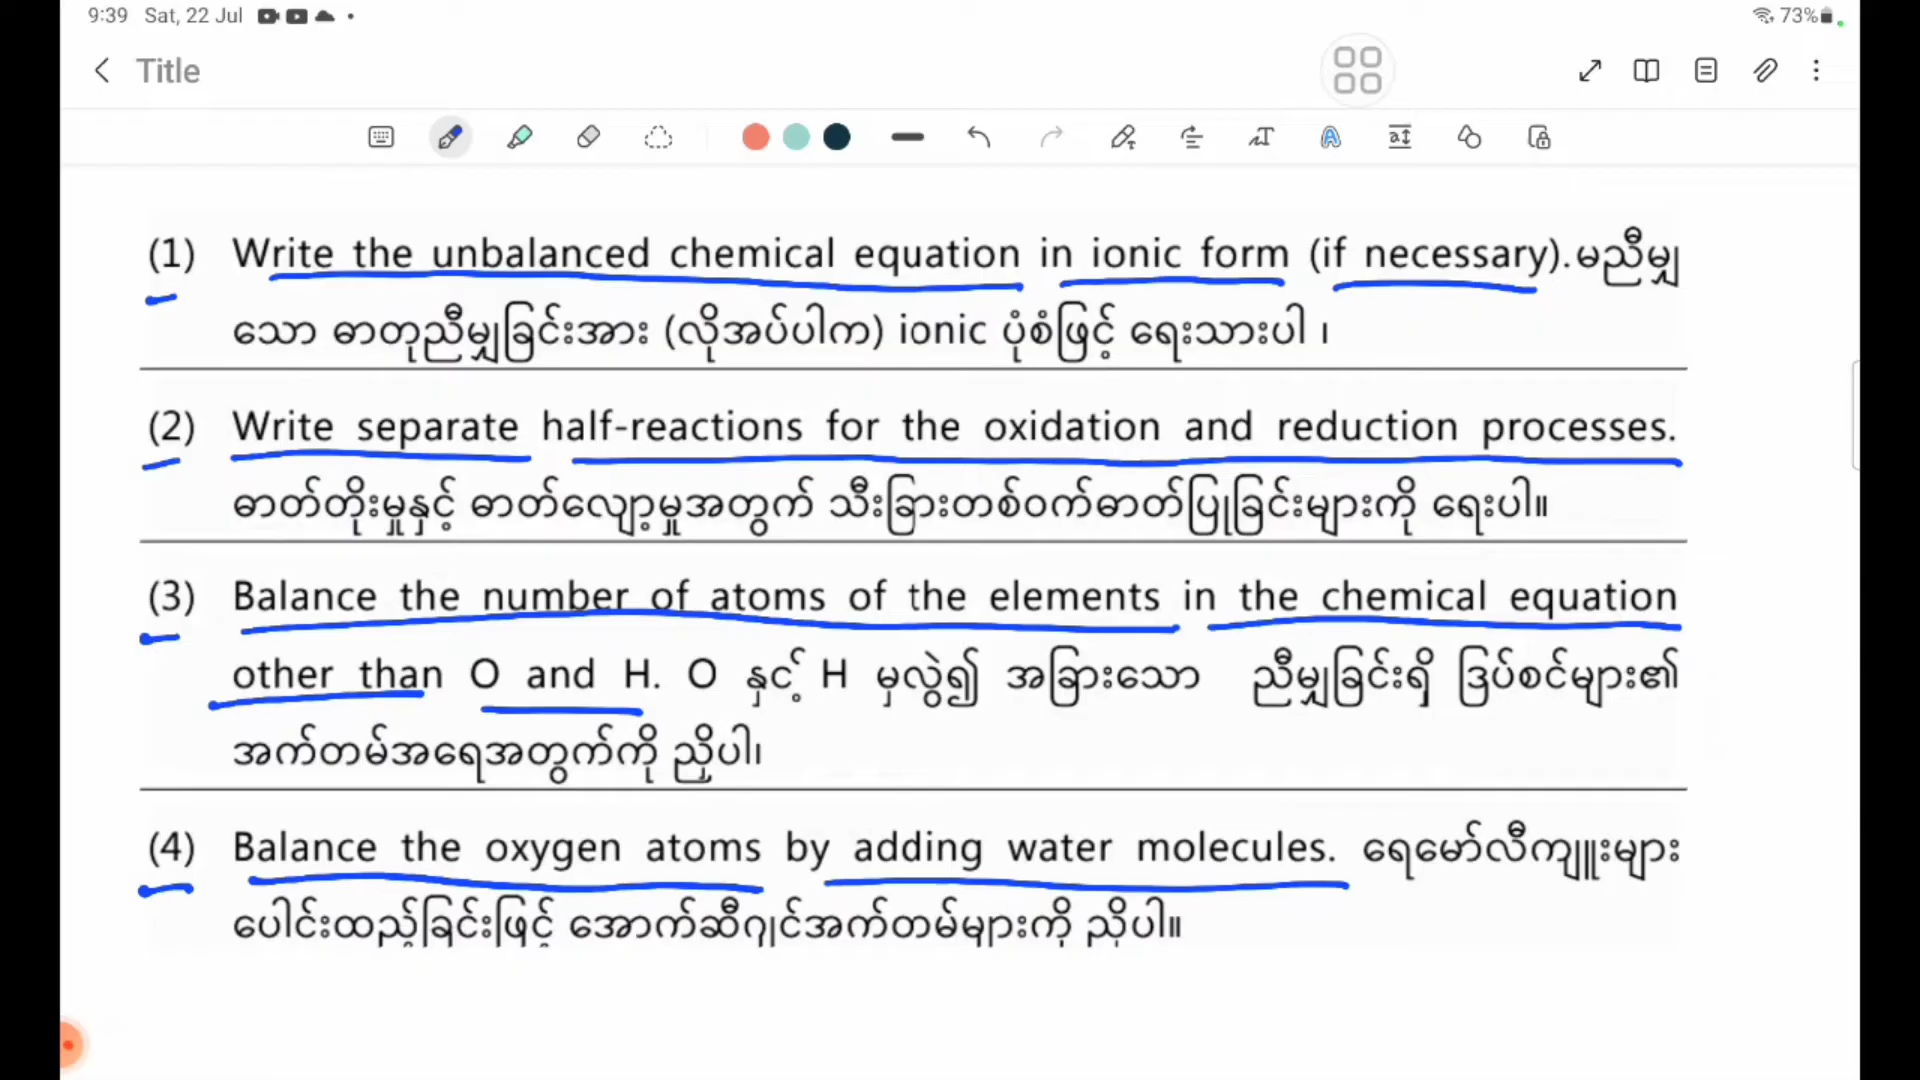 9:39 Sat, 22 Jul
73%
Title
(1) Write the unbalanced chemical equation in ionic form (if necessary).မညီမျှ
သော ဓာတုညီမျှခြင်းအား (လိုအပ်ပါက) ionic ပုံစံဖြင့် ရေးသားပါ ၊
(2) Write separate half-reactions for the oxidation and reduction processes.
ဓာတ်တိုးမှုနှင့် ဓာတ်လျော့မှုအတွက် သီးခြားတစ်ဝက်ဓာတ်ပြုခြင်းများကို ရေးပါ။
(3) Balance the number of atoms of the elements in the chemical equation
other than O and H. O နှင့် H မှလွဲ၍ အခြားသော ညီမျှခြင်းရှိ ဒြပ်စင်များ၏
အက်တမ်အရေအတွက်ကို ညှိပါ၊
(4) Balance the oxygen atoms by adding water molecules. ရေမော်လီကျူးများ
ပေါင်းထည့်ခြင်းဖြင့် အောက်ဆီဂျင်အက်တမ်များကို ညှိပါ။